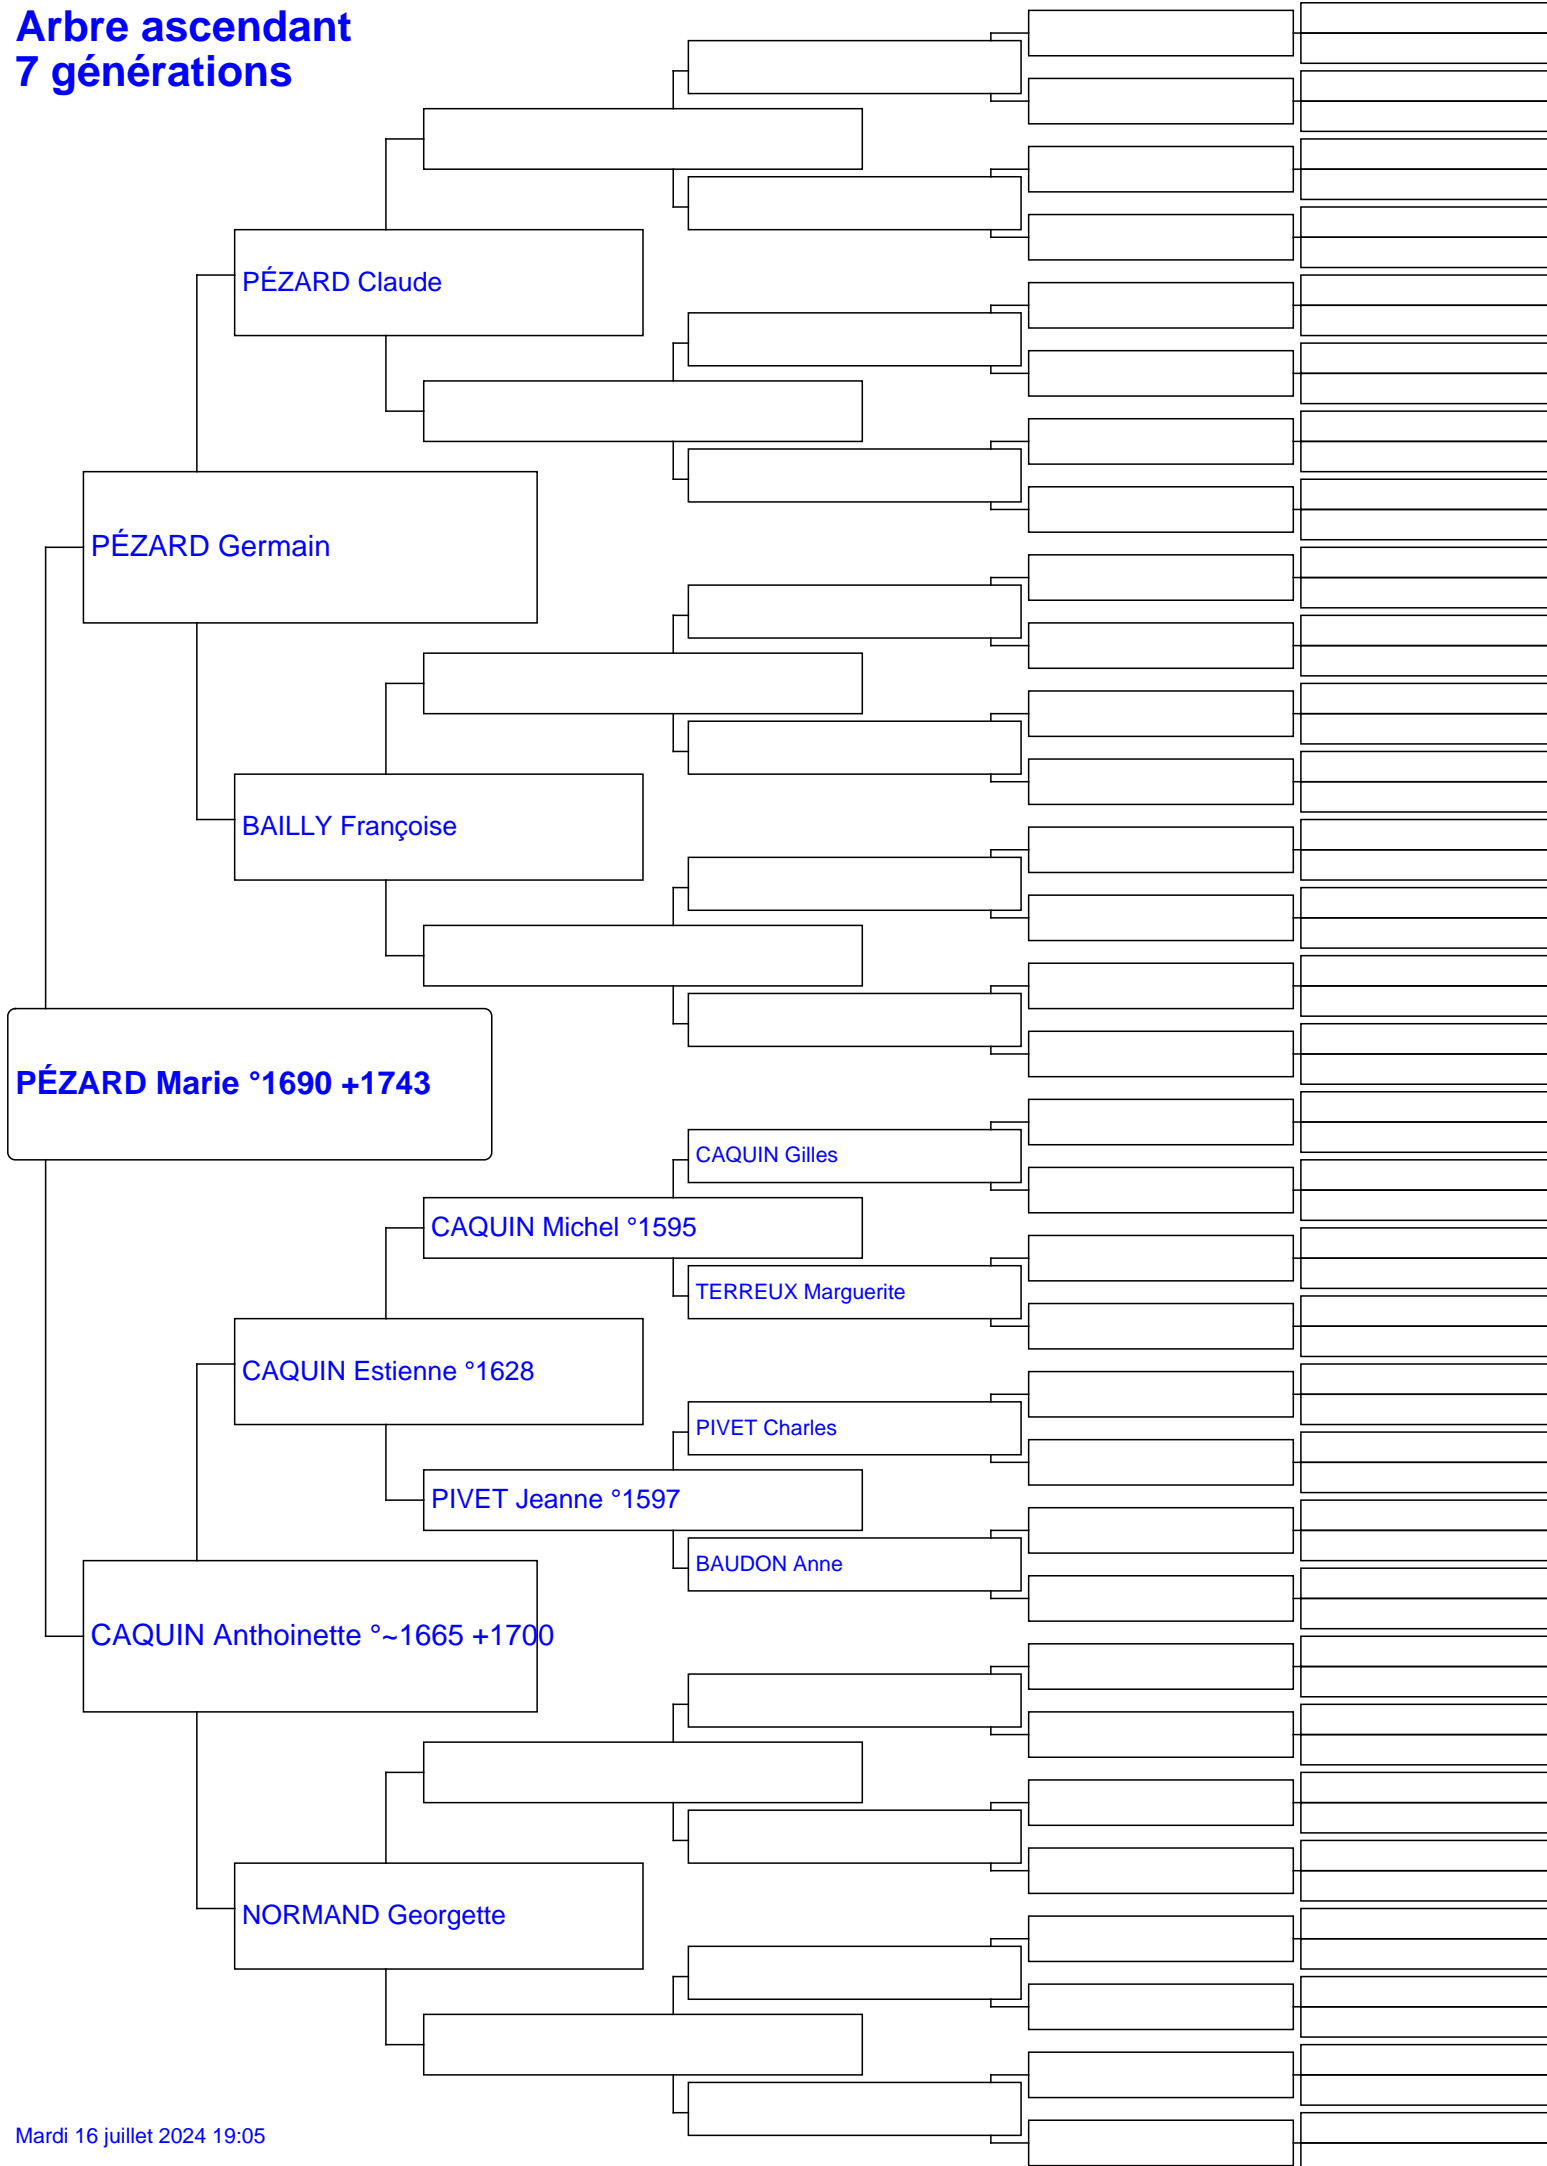 Arbre ascendant
7 générations
PÉZARD Claude
PÉZARD Germain
BAILLY Françoise
PÉZARD Marie °1690 +1743
CAQUIN Gilles
CAQUIN Michel °1595
TERREUX Marguerite
CAQUIN Estienne °1628
PIVET Charles
PIVET Jeanne °1597
BAUDON Anne
CAQUIN Anthoinette °~1665 +1700
NORMAND Georgette
Mardi 16 juillet 2024 19:05